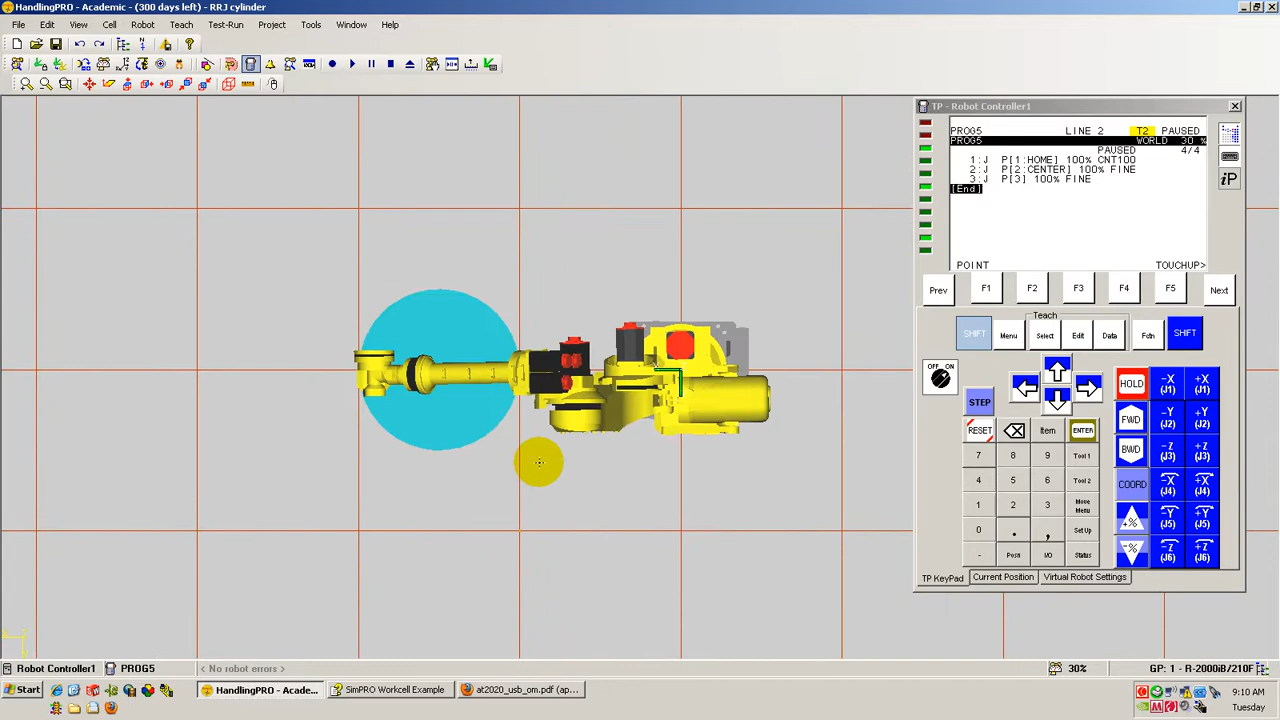 HandlingPRO - Academic - (300 days left) - RRJ cylinder
File Edit View Cell Robot Teach Test-Run Project Tools Window Help
TP - Robot Controller1
PROG5 LINE 2 T2 PAUSED
PROG5 WORLD 30 %
PAUSED 4/4
1:J P[1:HOME] 100% CNT100
2:J P[2:CENTER] 100% FINE
3:J P[3] 100% FINE
[End]
POINT TOUCHUP>
iP
Prev F1 F2 F3 F4 F5 Next
Teach
SHIFT Menu Select Edit Data Fctn SHIFT
OFF ON
STEP
HOLD -X (J1) +X (J1)
FWD -Y (J2) +Y (J2)
RESET Item ENTER
BWD -Z (J3) +Z (J3)
7 8 9 Tool 1
COORD -X (J4) +X (J4)
4 5 6 Tool 2
1 2 3 Move Menu
+% -Y (J5) +Y (J5)
0 . , Set Up
-% -Z (J6) +Z (J6)
- Posn I/O Status
TP KeyPad Current Position Virtual Robot Settings
Robot Controller1 PROG5 < No robot errors > 30% GP: 1 - R-2000iB/210F
Start HandlingPRO - Acade... SimPRO Workcell Example at2020_usb_om.pdf (ap... 9:10 AM
Tuesday